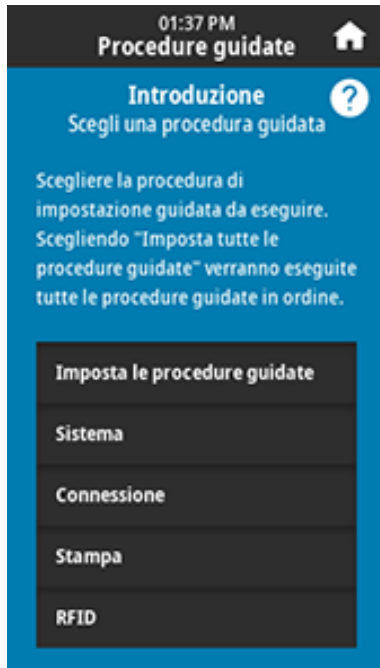 01:37 PM
Procedure guidate
Introduzione
?
Scegli una procedura guidata
Scegliere la procedura di
impostazione guidata da eseguire.
Scegliendo "Imposta tutte le
procedure guidate" verranno eseguite
tutte le procedure guidate in ordine.
Imposta le procedure guidate
Sistema
Connessione
Stampa
RFID